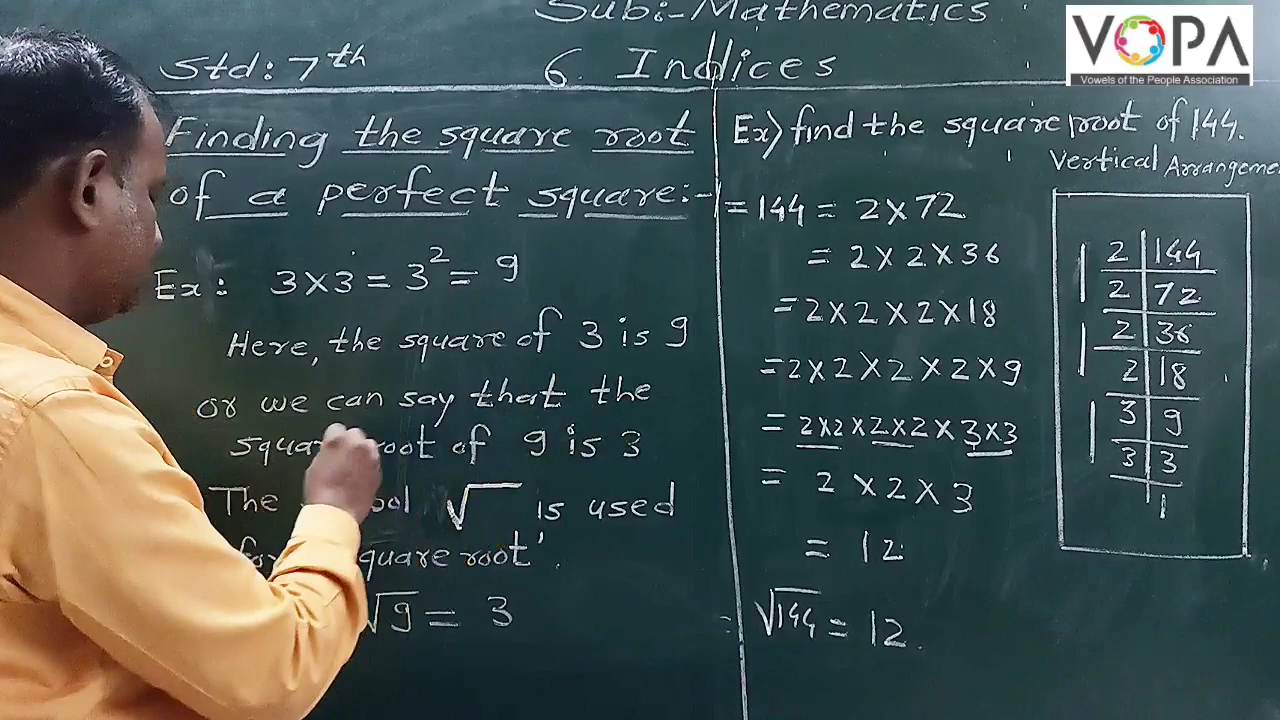 Sub:- Mathematics
Std: 7th
6. Indices
VOPA
Vowels of the People Association
Finding the square root
of a perfect square:-
Ex: 3×3 = 3² = 9
Here, the square of 3 is 9
or we can say that the
square root of 9 is 3
The √ is used
for square root'.
√9 = 3
Ex) find the square root of 144.
= 144 = 2×72
= 2×2×36
= 2×2×2×18
= 2×2×2×2×9
= 2×2×2×2×3×3
= 2×2×3
= 12
√144 = 12.
Vertical Arrangeme
2 | 144
2 | 72
2 | 36
2 | 18
3 | 9
3 | 3
1